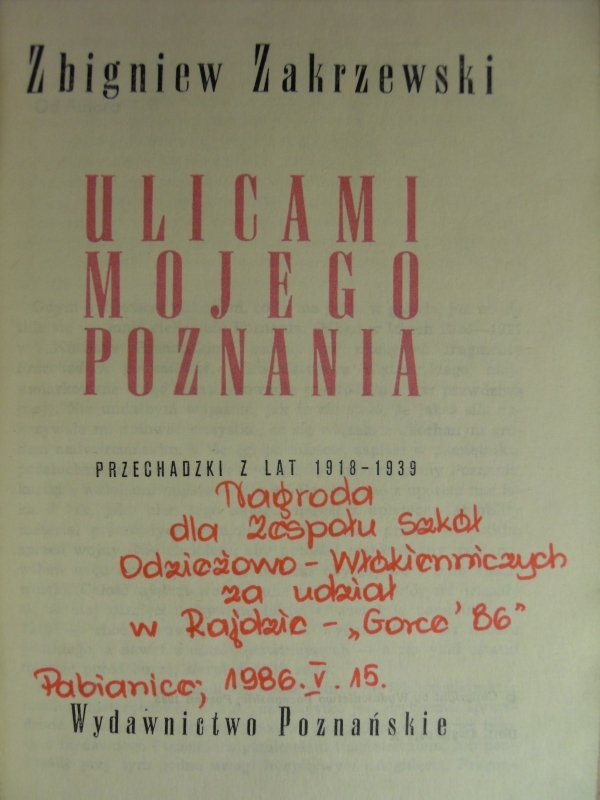 Zbigniew Zakrzewski
ULICAMI
MOJEGO
POZNANIA
PRZECHADZKI Z LAT 1918-1939
Nagroda
dla Zespołu Szkół
Odzieżowo - Włókienniczych
za udział
w Rajdzie - „Gorce '86"
Pabianice, 1986.V.15.
Wydawnictwo Poznańskie